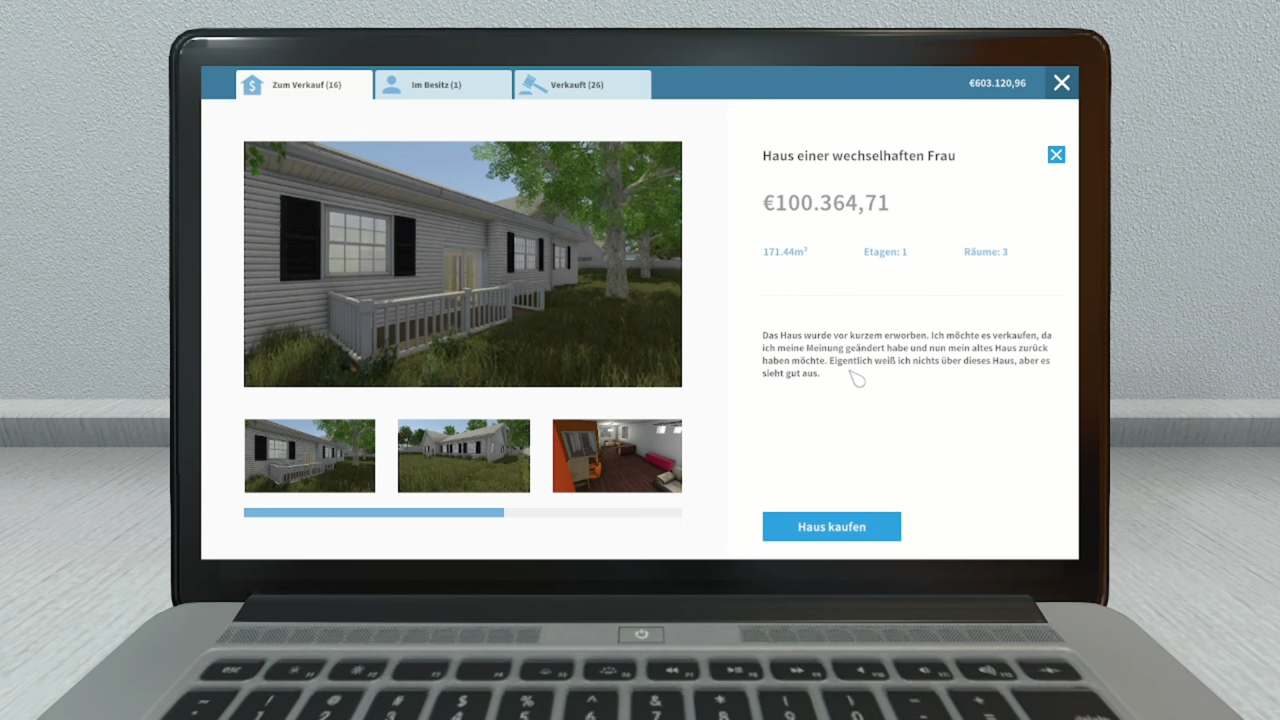 Zum Verkauf (16)
Im Besitz (1)
Verkauft (26)
€603.120,96
Haus einer wechselhaften Frau
€100.364,71
171.44m²
Etagen: 1
Räume: 3
Das Haus wurde vor kurzem erworben. Ich möchte es verkaufen, da
ich meine Meinung geändert habe und nun mein altes Haus zurück
haben möchte. Eigentlich weiß ich nichts über dieses Haus, aber es
sieht gut aus.
Haus kaufen
esc